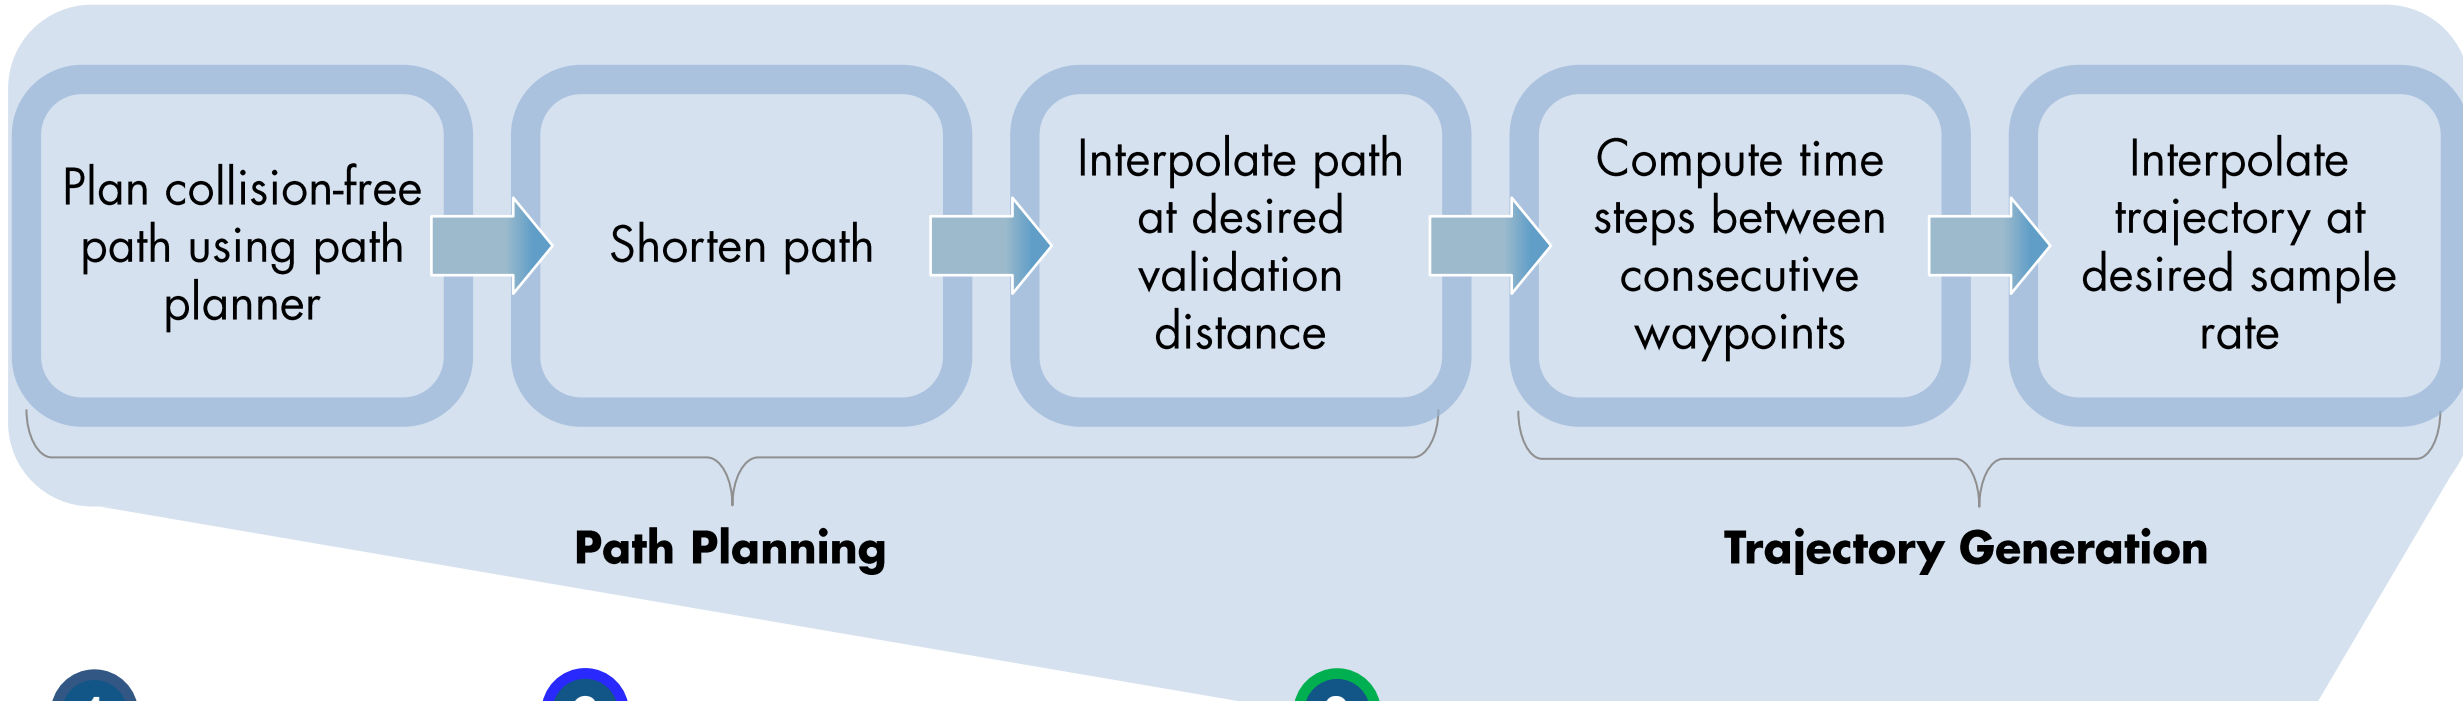 Plan collision-free
path using path
planner
Shorten path
Interpolate path
at desired
validation
distance
Compute time
steps between
consecutive
waypoints
Interpolate
trajectory at
desired sample
rate
Path Planning
Trajectory Generation